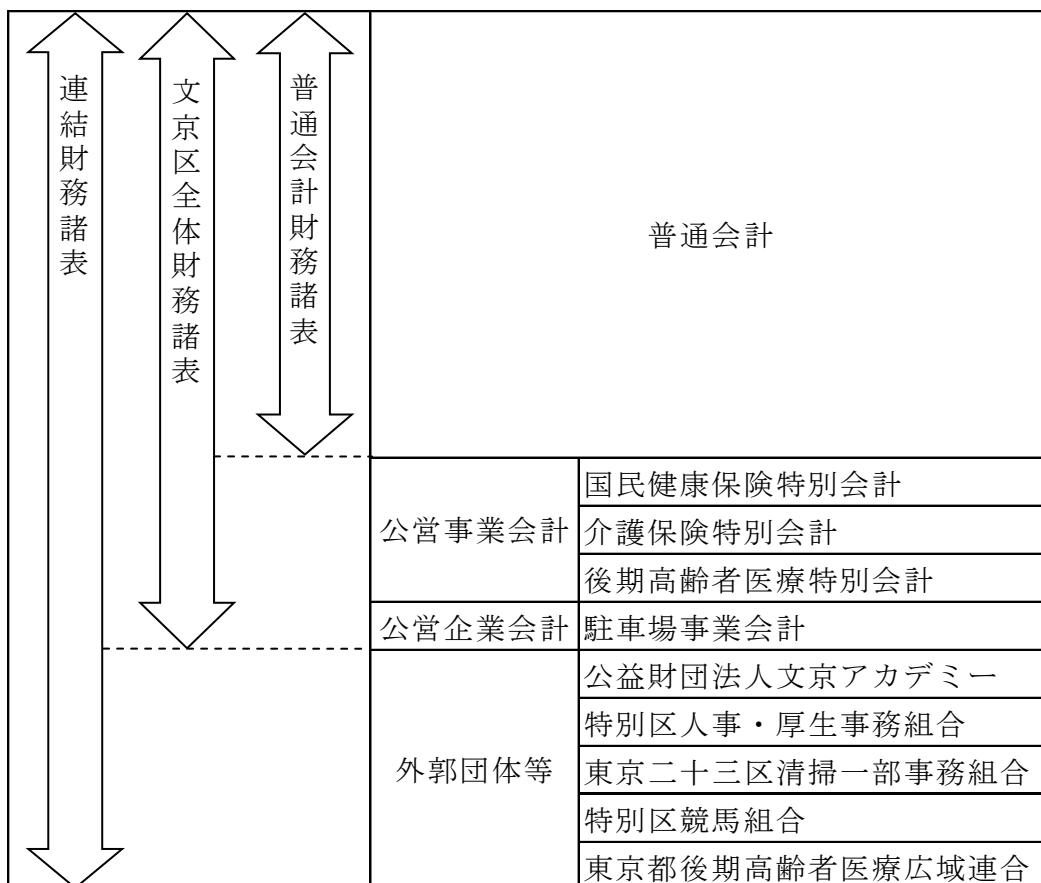 連結財務諸表
文京区全体財務諸表
普通会計財務諸表
普通会計
公営事業会計
国民健康保険特別会計
介護保険特別会計
後期高齢者医療特別会計
公営企業会計
駐車場事業会計
外郭団体等
公益財団法人文京アカデミー
特別区人事・厚生事務組合
東京二十三区清掃一部事務組合
特別区競馬組合
東京都後期高齢者医療広域連合